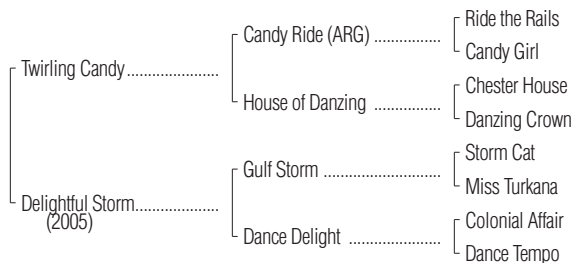 Ride the Rails
Candy Ride (ARG) ................
Candy Girl
Twirling Candy ......................
Chester House
House of Danzing ................
Danzing Crown
Storm Cat
Gulf Storm ............................
Miss Turkana
Delightful Storm....................
(2005)
Colonial Affair
Dance Delight ......................
Dance Tempo